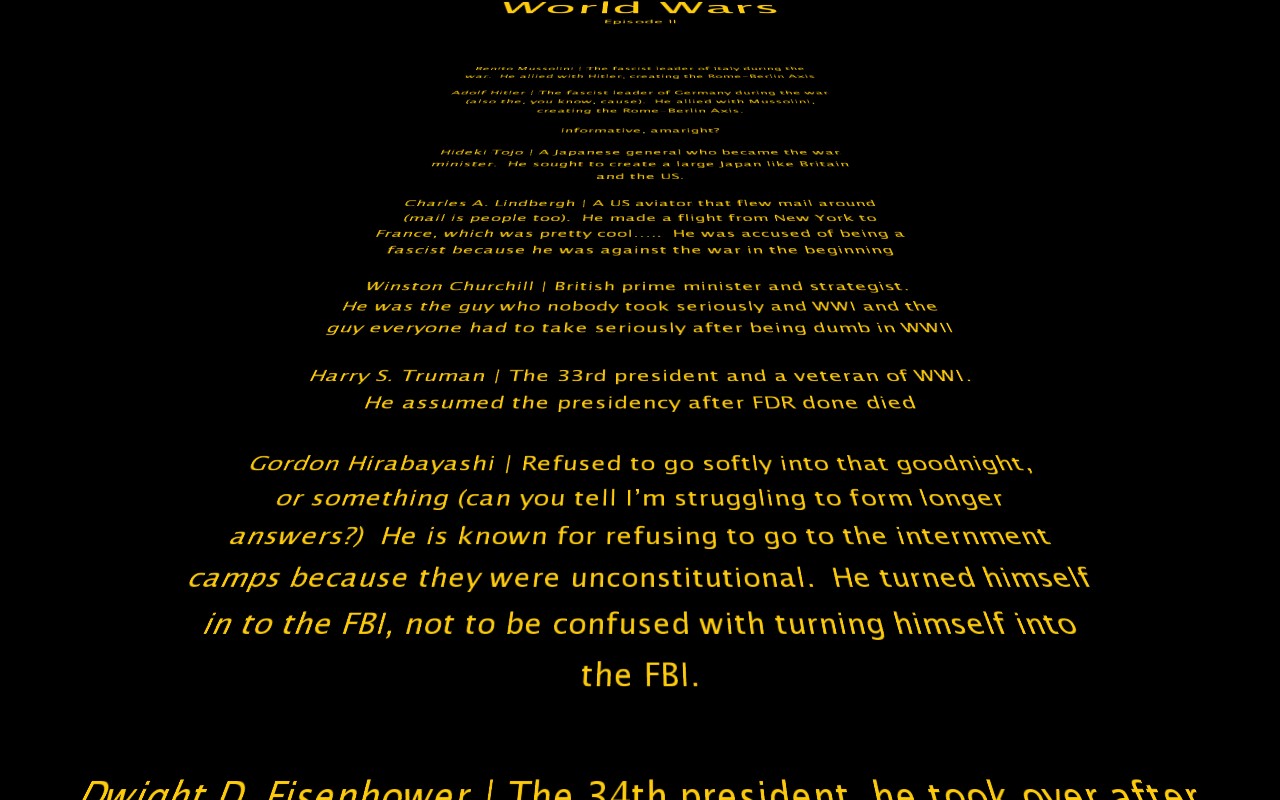 World Wars
Episode II
Benito Mussolini | The fascist leader of Italy during the
war.  He allied with Hitler, creating the Rome-Berlin Axis
Adolf Hitler | The fascist leader of Germany during the war
(also the, you know, cause).  He allied with Mussolini,
creating the Rome-Berlin Axis.
informative, amaright?
Hideki Tojo | A Japanese general who became the war
minister.  He sought to create a large Japan like Britain
and the US.
Charles A. Lindbergh | A US aviator that flew mail around
(mail is people too).  He made a flight from New York to
France, which was pretty cool.....  He was accused of being a
fascist because he was against the war in the beginning
Winston Churchill | British prime minister and strategist.
He was the guy who nobody took seriously and WWI and the
guy everyone had to take seriously after being dumb in WWII
Harry S. Truman | The 33rd president and a veteran of WWI.
He assumed the presidency after FDR done died
Gordon Hirabayashi | Refused to go softly into that goodnight,
or something (can you tell I'm struggling to form longer
answers?)  He is known for refusing to go to the internment
camps because they were unconstitutional.  He turned himself
in to the FBI, not to be confused with turning himself into
the FBI.
Dwight D. Eisenhower | The 34th president, he took over after